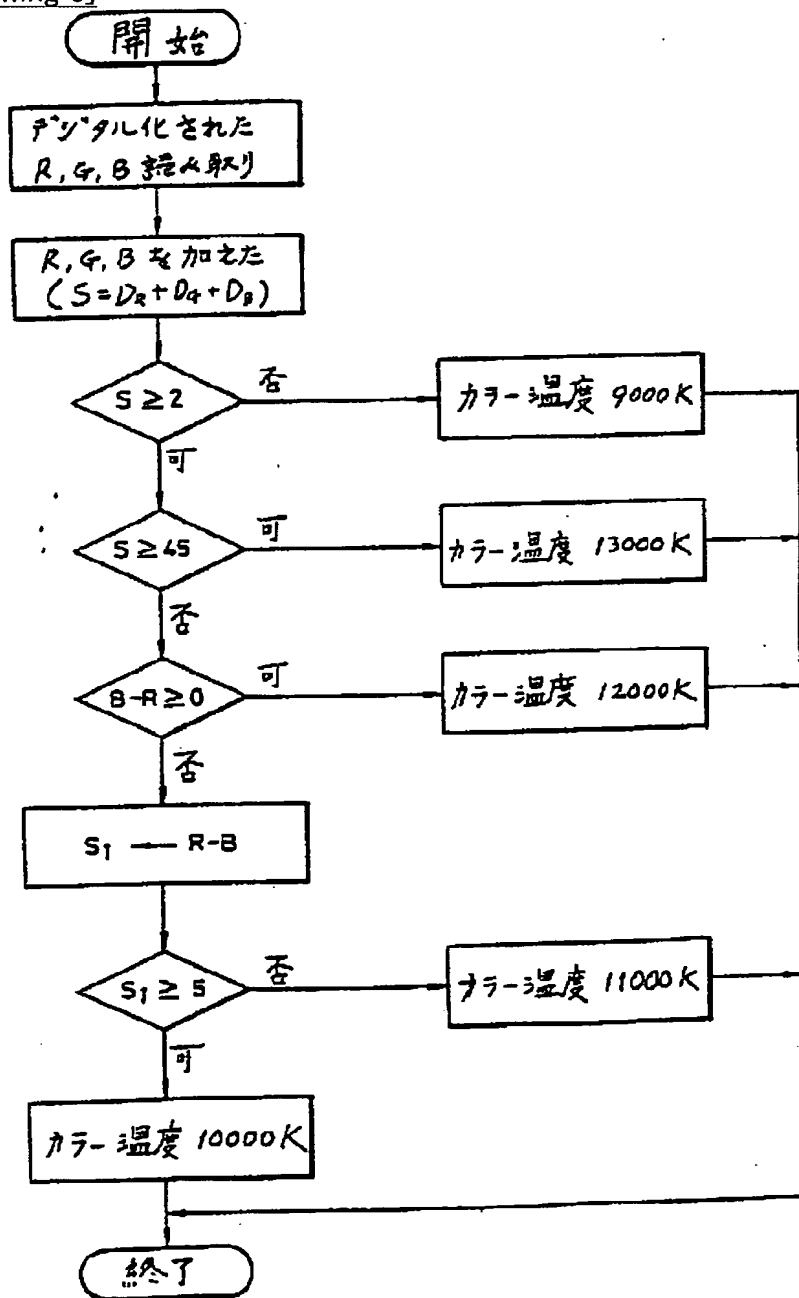 開始
デジタル化された
R, G, B 読み取り
R, G, B を加えた
(S=DR+DG+DB)
S≥2
否
カラー温度 9000K
可
S≥45
可
カラー温度 13000K
否
B-R≥0
可
カラー温度 12000K
否
S1 ← R-B
S1≥5
否
カラー温度 11000K
可
カラー温度 10000K
終了